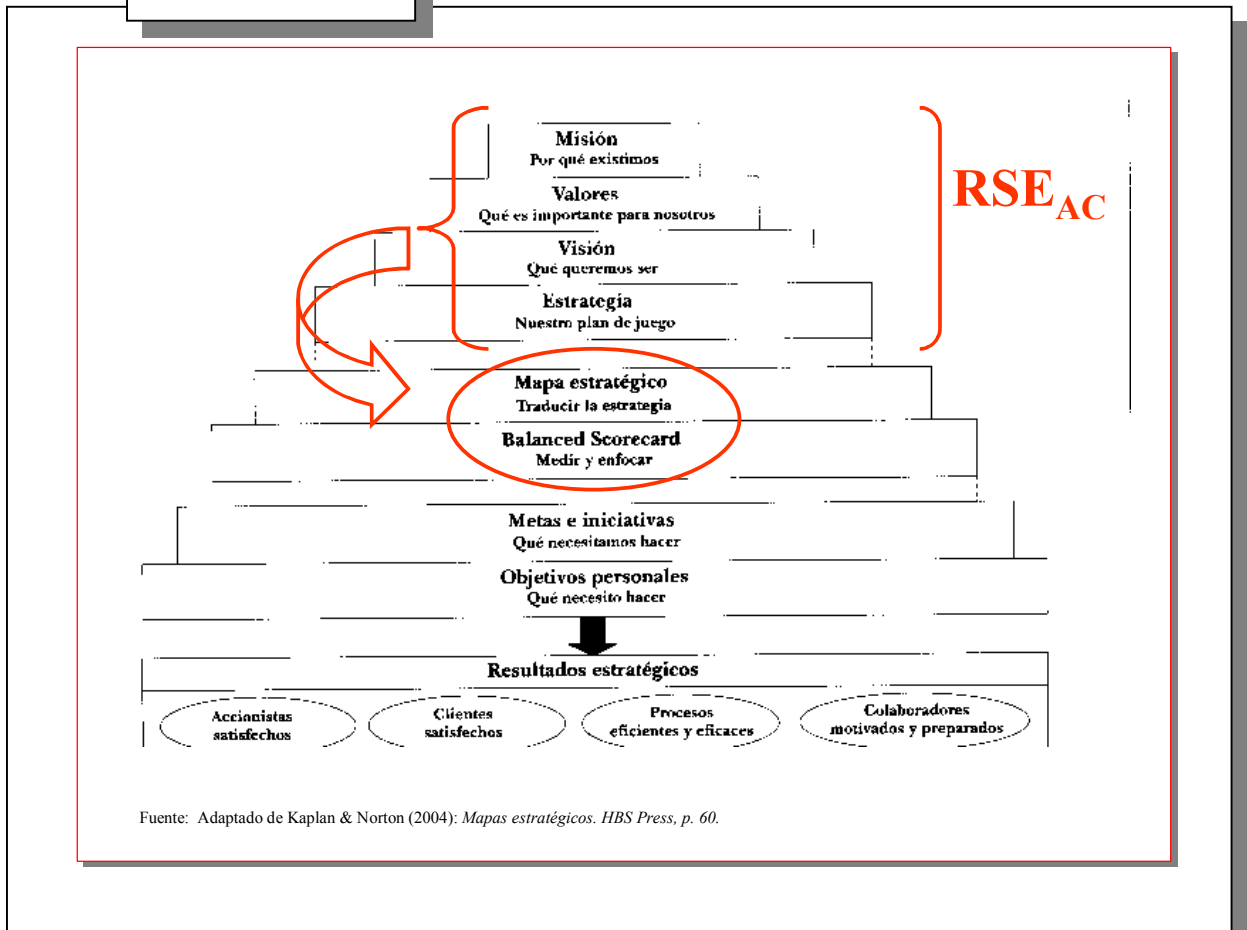 Misión
Por qué existimos
RSE_AC
Valores
Qué es importante para nosotros
Visión
Qué queremos ser
Estrategia
Nuestro plan de juego
Mapa estratégico
Traducir la estrategia
Balanced Scorecard
Medir y enfocar
Metas e iniciativas
Qué necesitamos hacer
Objetivos personales
Qué necesito hacer
Resultados estratégicos
Accionistas
satisfechos
Clientes
satisfechos
Procesos
eficientes y eficaces
Colaboradores
motivados y preparados
Fuente: Adaptado de Kaplan & Norton (2004): Mapas estratégicos. HBS Press, p. 60.